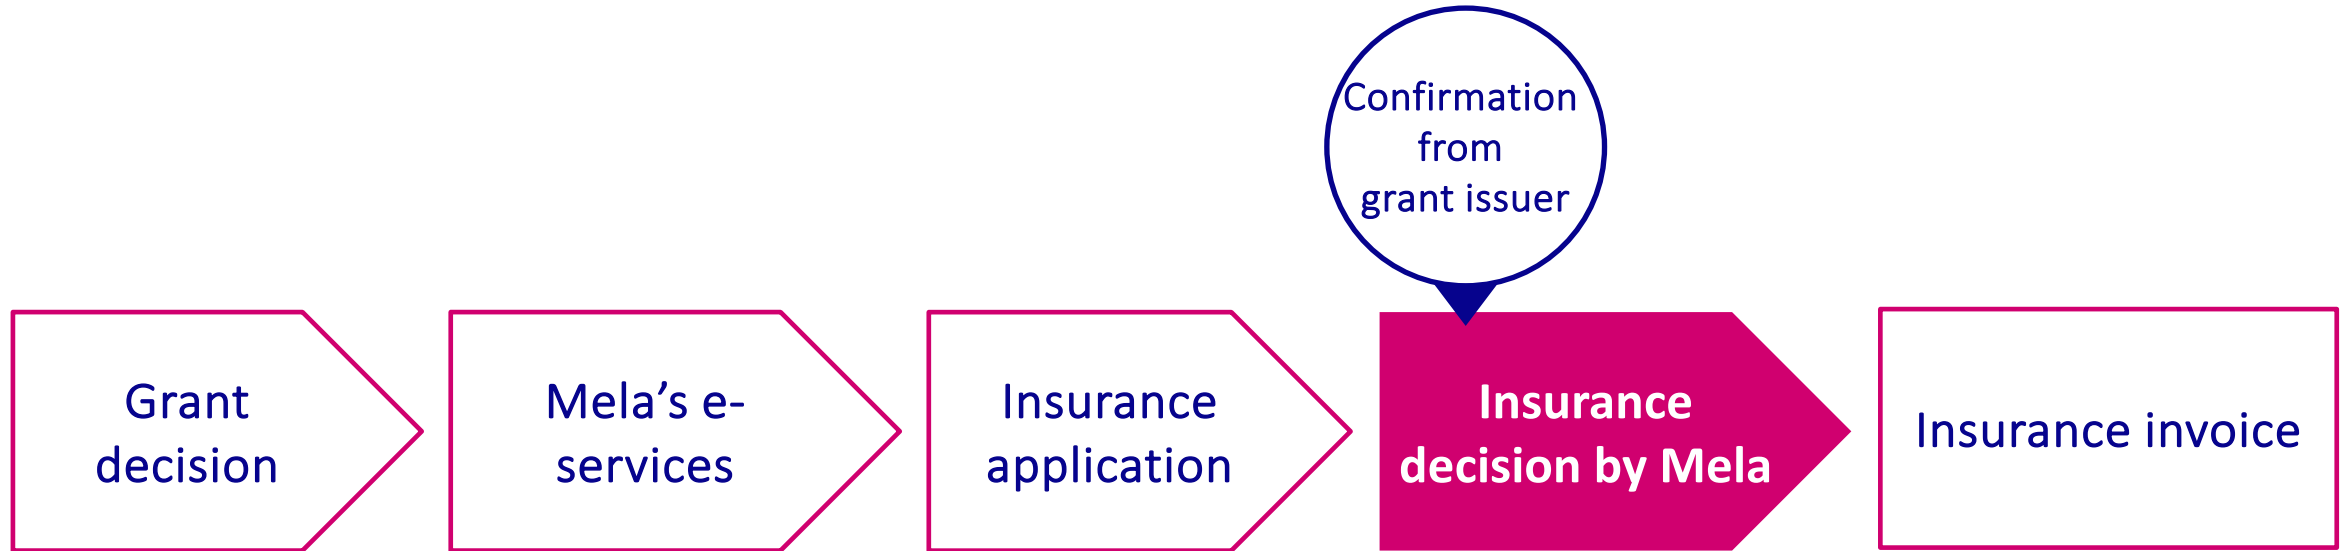 Confirmation
from
grant issuer
Grant
decision
Mela’s e-
services
Insurance
application
Insurance
decision by Mela
Insurance invoice